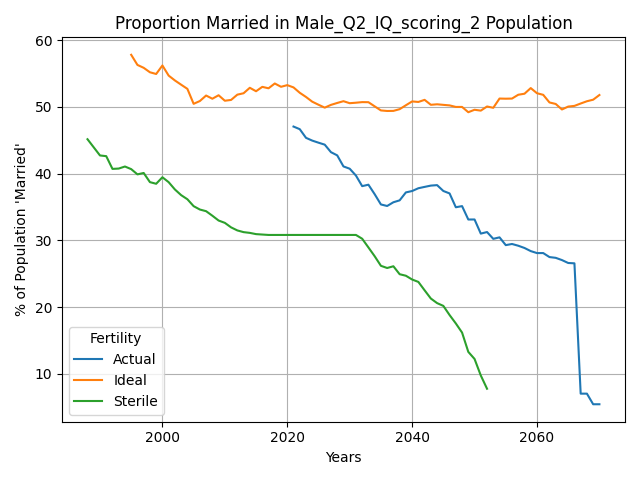 Proportion Married in Male_Q2_IQ_scoring_2 Population
% of Population 'Married'
60
50
40
30
20
10
Fertility
Actual
Ideal
Sterile
2000 2020 2040 2060
Years